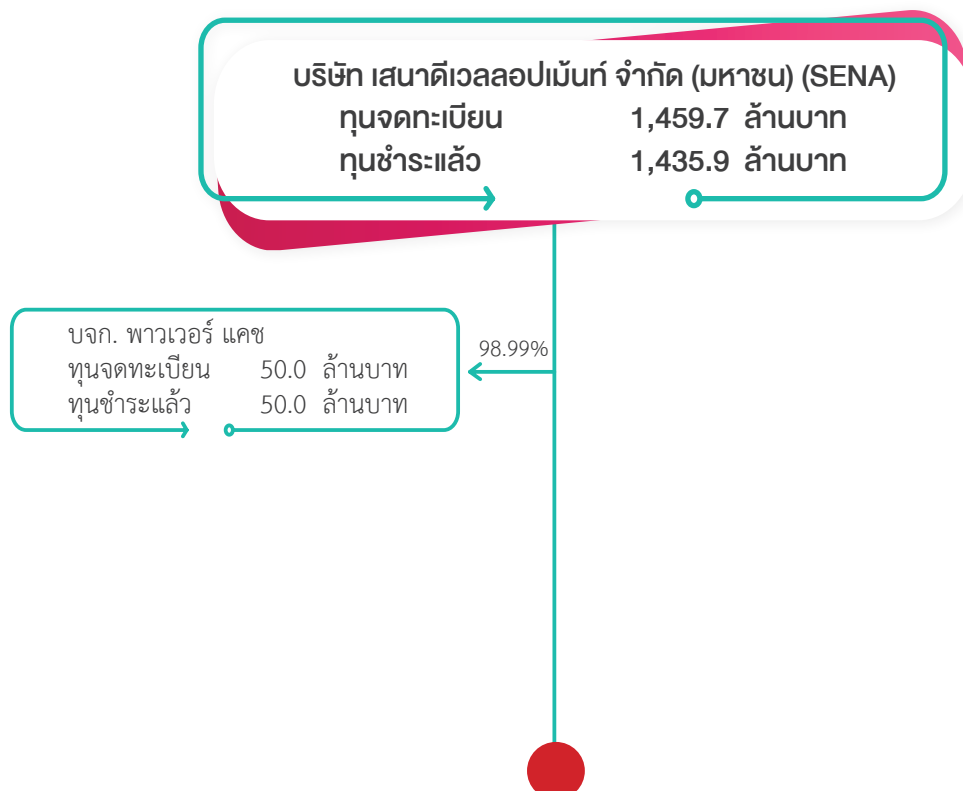 บริษัท เสนาดีเวลลอปเม้นท์ จำกัด (มหาชน) (SENA)
ทุนจดทะเบียน 1,459.7 ล้านบาท
ทุนชำระแล้ว 1,435.9 ล้านบาท
บจก. พาวเวอร์ แคช
ทุนจดทะเบียน 50.0 ล้านบาท
ทุนชำระแล้ว 50.0 ล้านบาท
98.99%